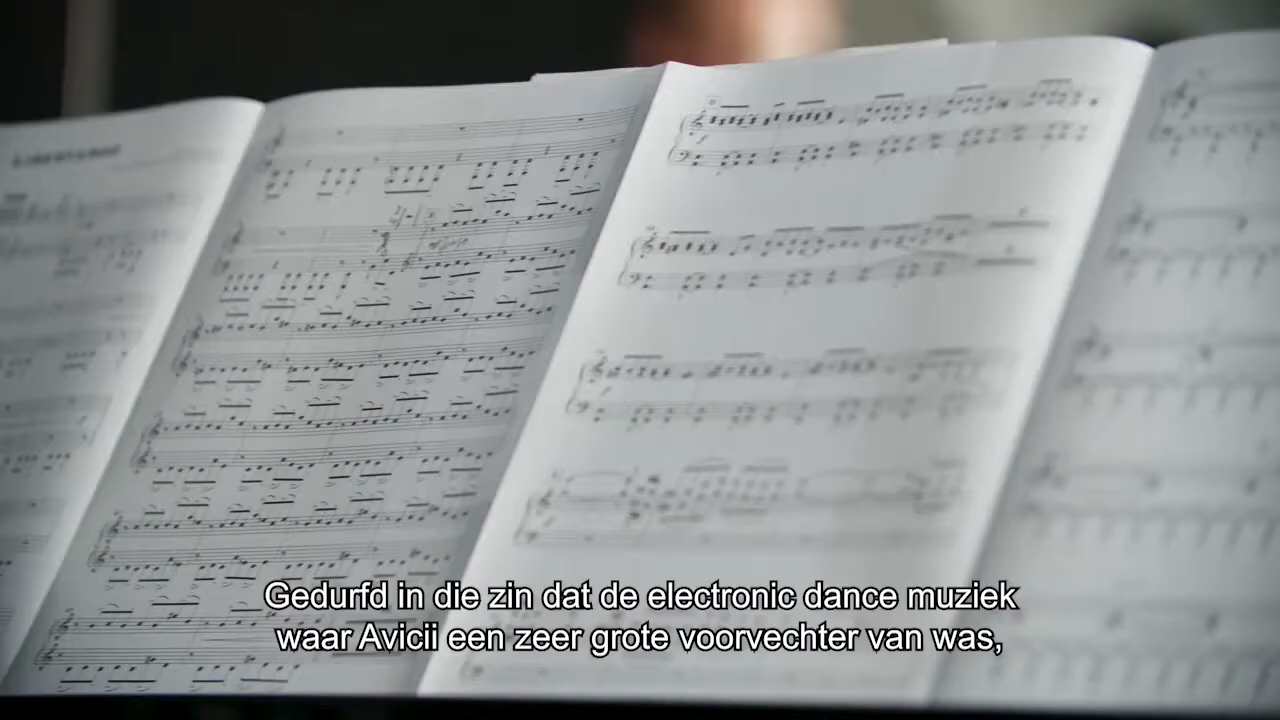 Gedurfd in die zin dat de electronic dance muziek
waar Avicii een zeer grote voorvechter van was,